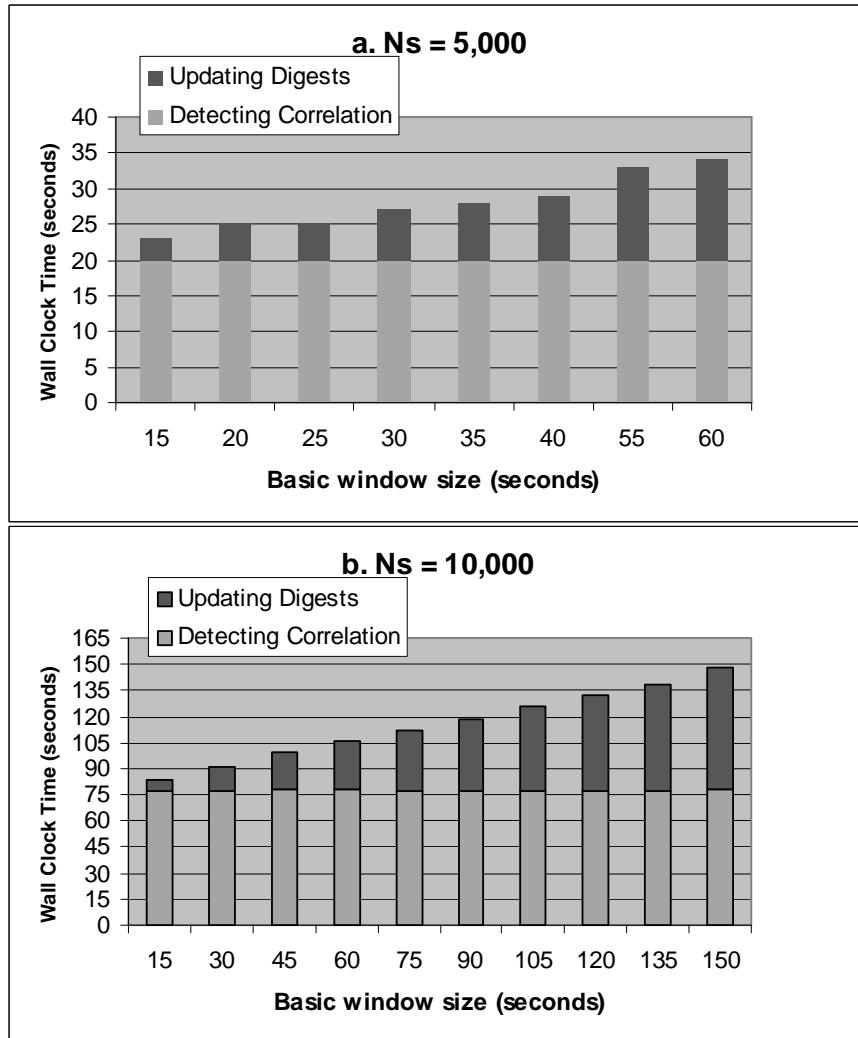 a. Ns = 5,000
Updating Digests
Detecting Correlation
Wall Clock Time (seconds)
40
35
30
25
20
15
10
5
0
15 20 25 30 35 40 55 60
Basic window size (seconds)
b. Ns = 10,000
Updating Digests
Detecting Correlation
Wall Clock Time (seconds)
165
150
135
120
105
90
75
60
45
30
15
0
15 30 45 60 75 90 105 120 135 150
Basic window size (seconds)